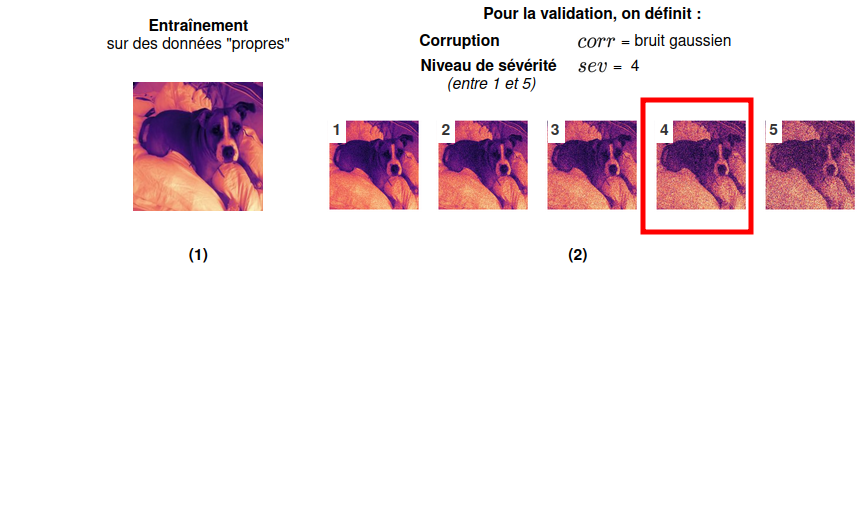 Entraînement
sur des données "propres"
(1)
Pour la validation, on définit :
Corruption corr = bruit gaussien
Niveau de sévérité sev = 4
(entre 1 et 5)
1 2 3 4 5
(2)